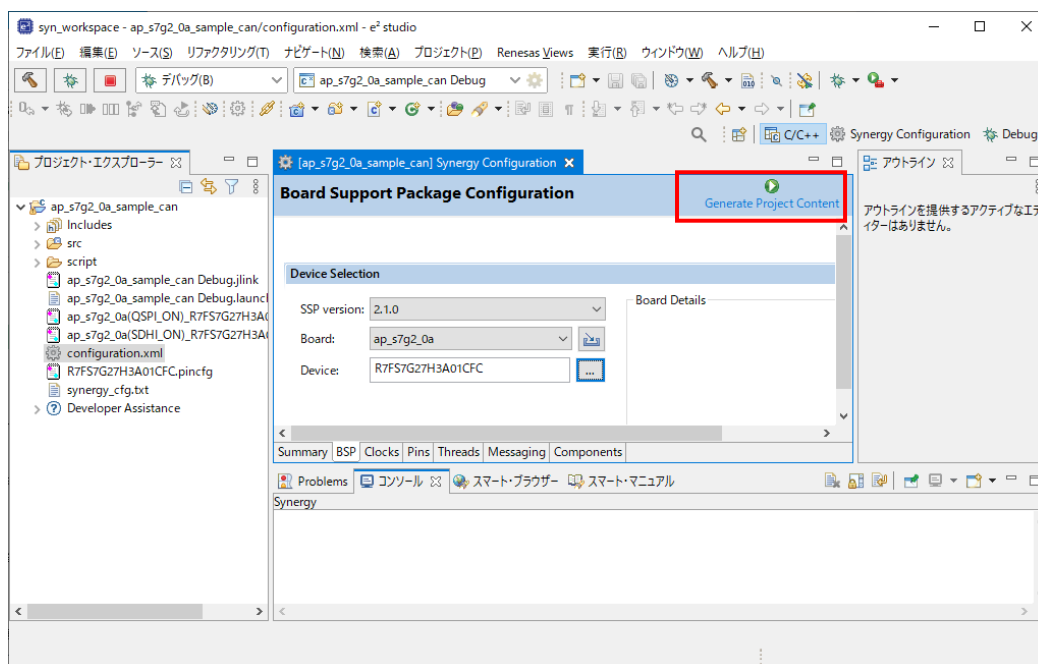 syn_workspace - ap_s7g2_0a_sample_can/configuration.xml - e² studio
ファイル(F) 編集(E) ソース(S) リファクタリング(T) ナビゲート(N) 検索(A) プロジェクト(P) Renesas Views 実行(R) ウィンドウ(W) ヘルプ(H)
デバッグ(B) ap_s7g2_0a_sample_can Debug
C/C++ Synergy Configuration Debug
プロジェクト・エクスプローラー
ap_s7g2_0a_sample_can
Includes
src
script
ap_s7g2_0a_sample_can Debug.jlink
ap_s7g2_0a_sample_can Debug.launcl
ap_s7g2_0a(QSPI_ON)_R7FS7G27H3A(
ap_s7g2_0a(SDHI_ON)_R7FS7G27H3A(
configuration.xml
R7FS7G27H3A01CFC.pincfg
synergy_cfg.txt
Developer Assistance
[ap_s7g2_0a_sample_can] Synergy Configuration
Board Support Package Configuration
Generate Project Content
Device Selection
SSP version: 2.1.0
Board: ap_s7g2_0a
Device: R7FS7G27H3A01CFC ...
Board Details
Summary BSP Clocks Pins Threads Messaging Components
アウトライン
アウトラインを提供するアクティブなエデ
ィターはありません。
Problems コンソール スマート・ブラウザー スマート・マニュアル
Synergy